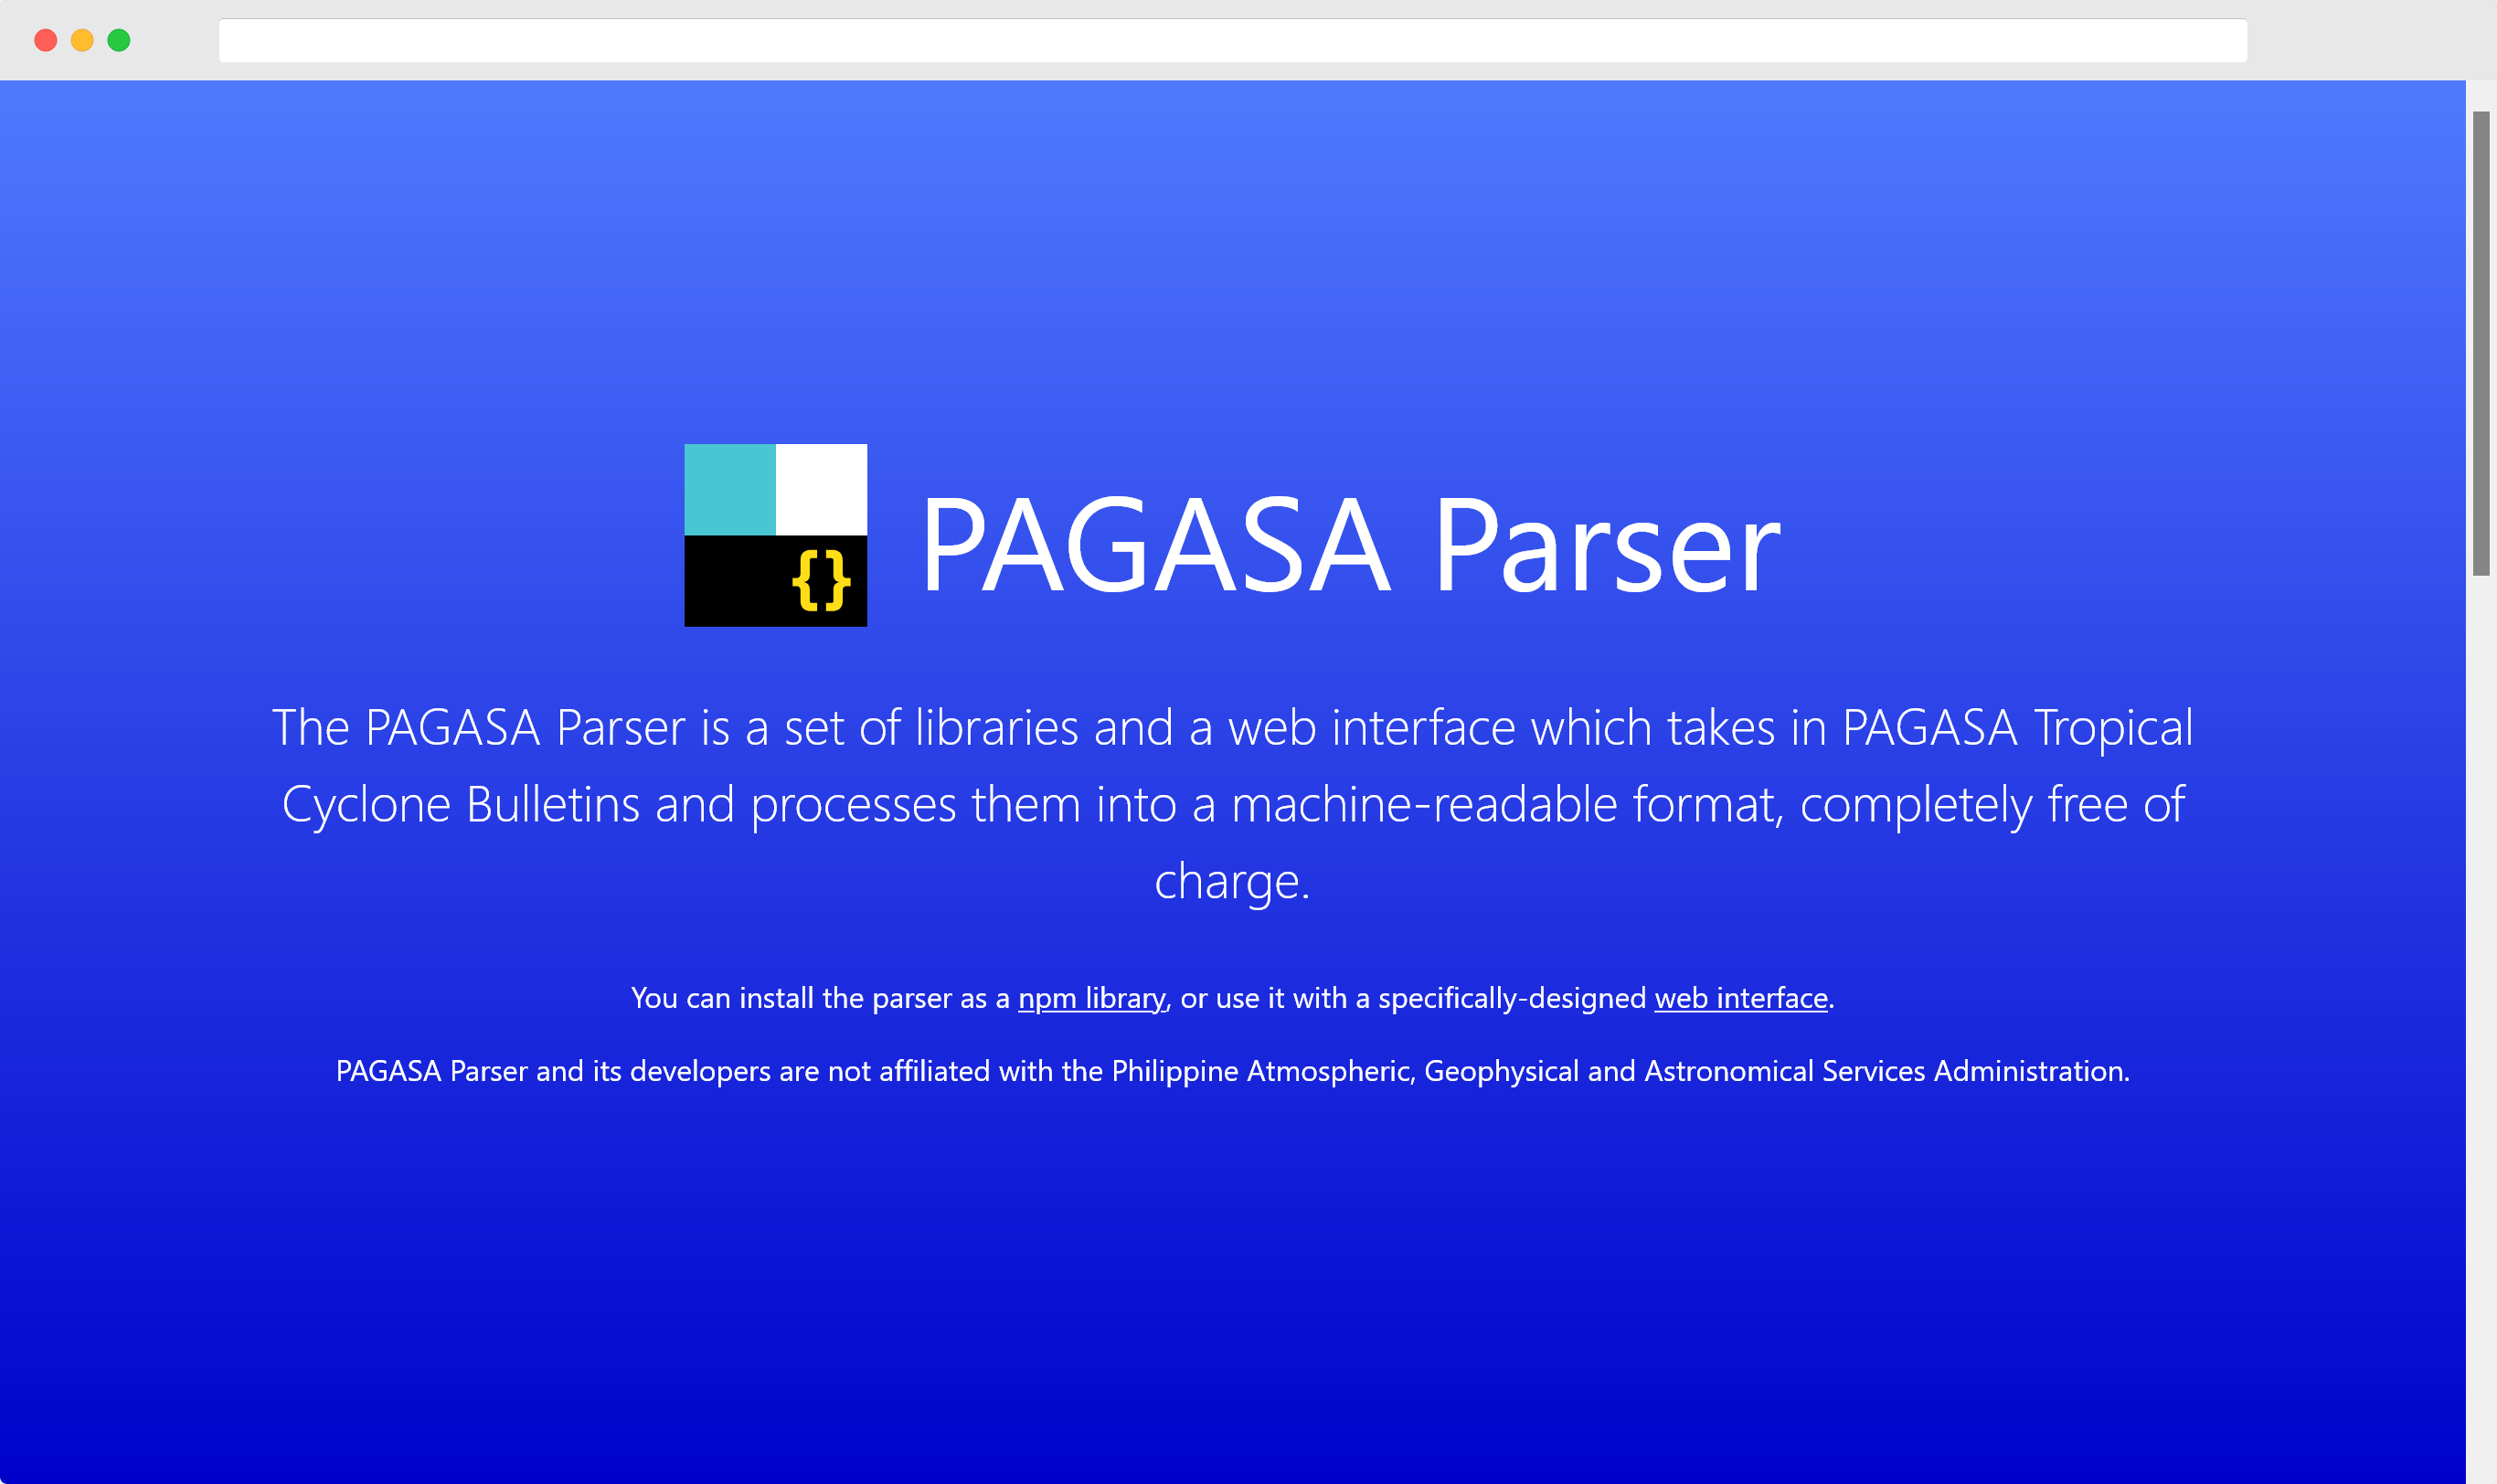 {}
PAGASA Parser
The PAGASA Parser is a set of libraries and a web interface which takes in PAGASA Tropical
Cyclone Bulletins and processes them into a machine-readable format, completely free of
charge.
You can install the parser as a npm library, or use it with a specifically-designed web interface.
PAGASA Parser and its developers are not affiliated with the Philippine Atmospheric, Geophysical and Astronomical Services Administration.